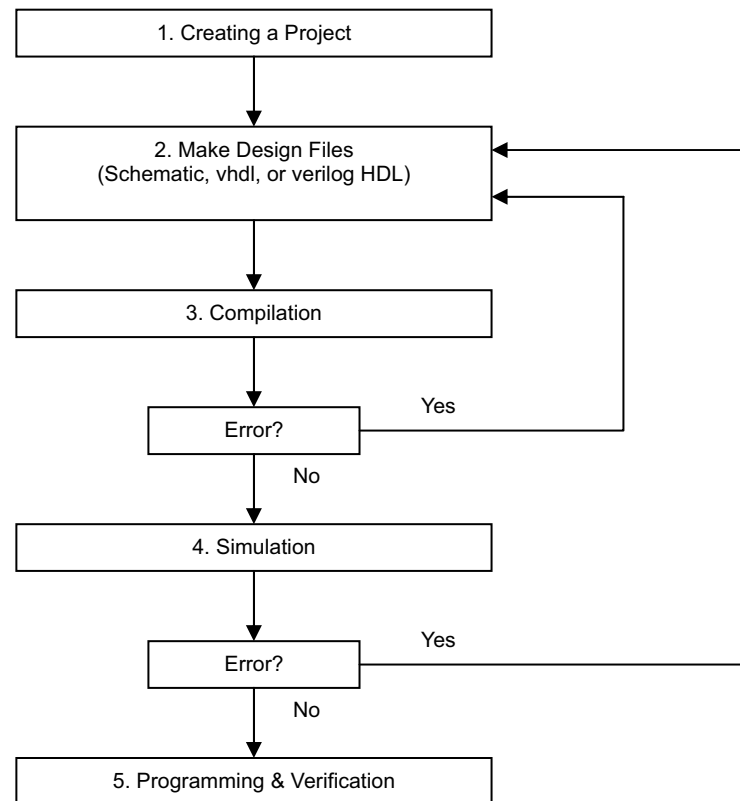 1. Creating a Project
2. Make Design Files
(Schematic, vhdl, or verilog HDL)
3. Compilation
Yes
Error?
No
4. Simulation
Yes
Error?
No
5. Programming & Verification